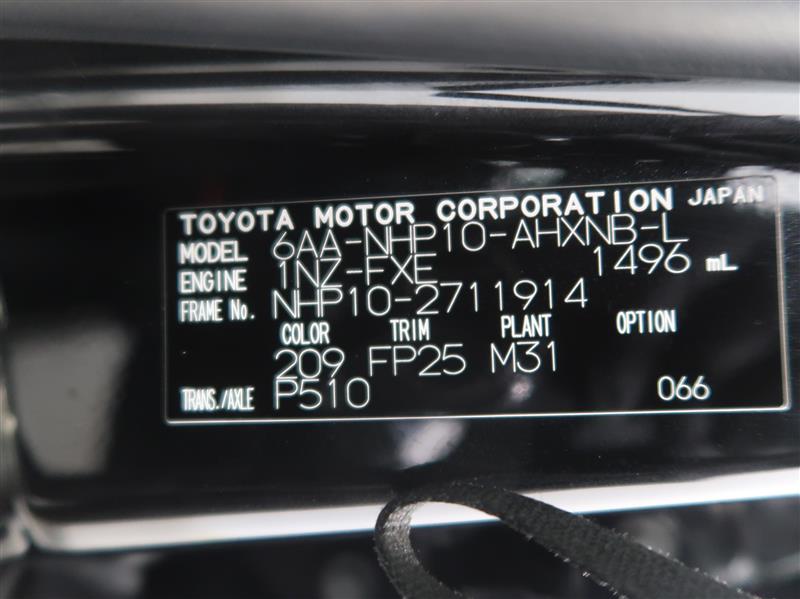 TOYOTA MOTOR CORPORATION JAPAN
MODEL 6AA-NHP10-AHXNB-L
ENGINE 1NZ-FXE 1496 mL
FRAME No. NHP10-2711914
COLOR TRIM PLANT OPTION
209 FP25 M31
TRANS./AXLE P510 066